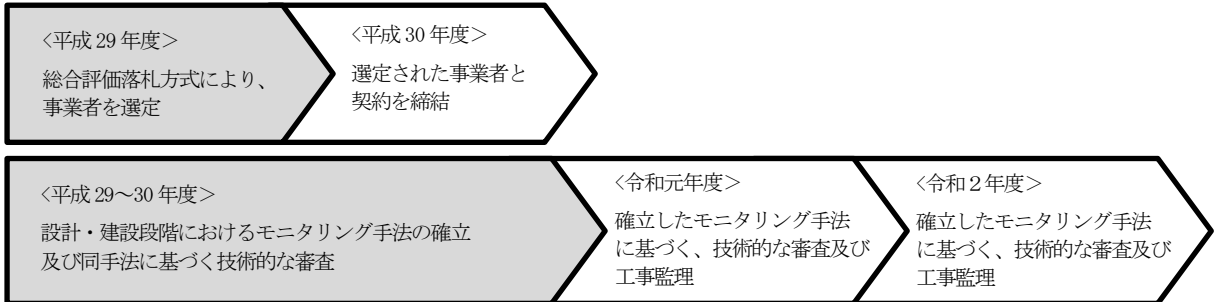 <平成 29 年度>
総合評価落札方式により、
事業者を選定
<平成 30 年度>
選定された事業者と
契約を締結
<平成 29～30 年度>
設計・建設段階におけるモニタリング手法の確立
及び同手法に基づく技術的な審査
<令和元年度>
確立したモニタリング手法
に基づく、技術的な審査及び
工事監理
<令和２年度>
確立したモニタリング手法
に基づく、技術的な審査及び
工事監理